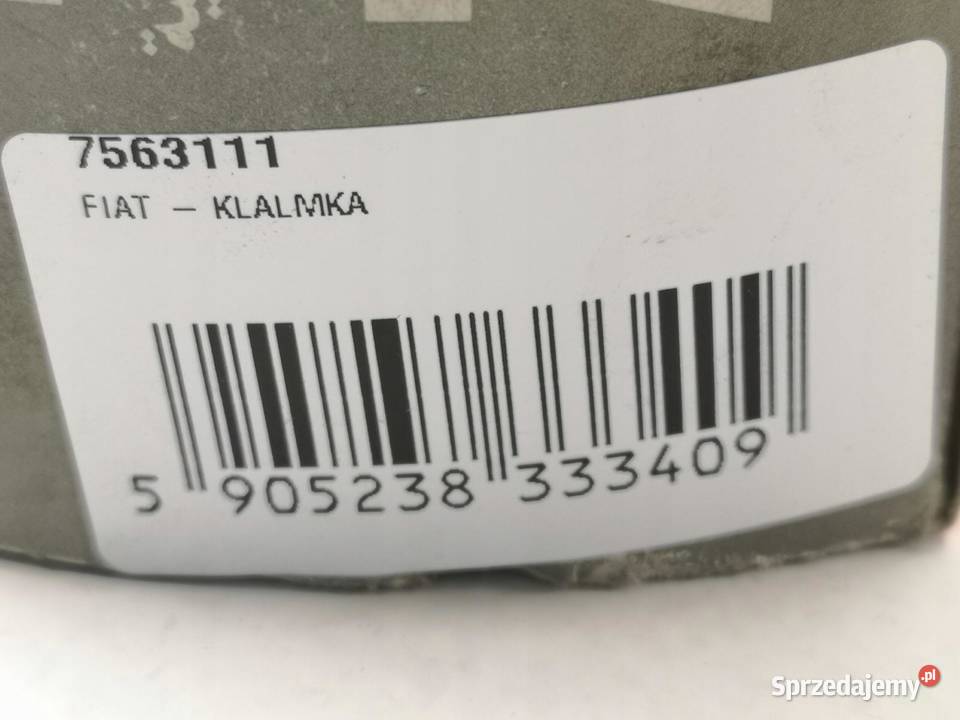 7563111
FIAT – KLALMKA
5 905238 333409
Sprzedajemy.pl